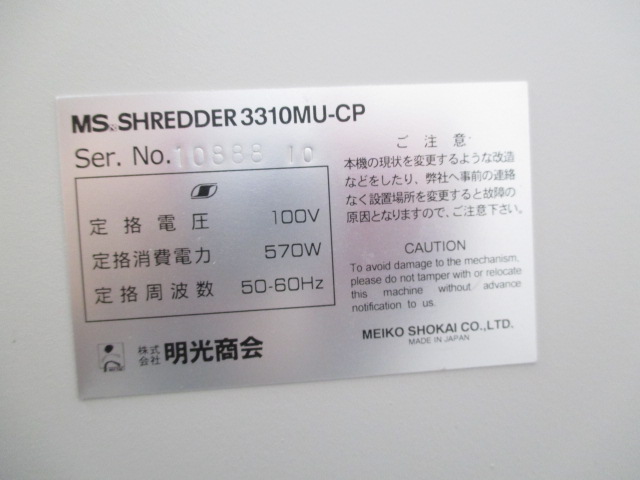 MS. SHREDDER 3310MU-CP
Ser. No. 10888 10
定格電圧 100V
定格消費電力 570W
定格周波数 50-60Hz
株式会社 明光商会
ご注意
本機の現状を変更するような改造
などをしたり、弊社へ事前の連絡
なく設置場所を変更すると故障の
原因となりますので、ご注意下さい。
CAUTION
To avoid damage to the mechanism,
please do not tamper with or relocate
this machine without advance
notification to us.
MEIKO SHOKAI CO.,LTD.
MADE IN JAPAN